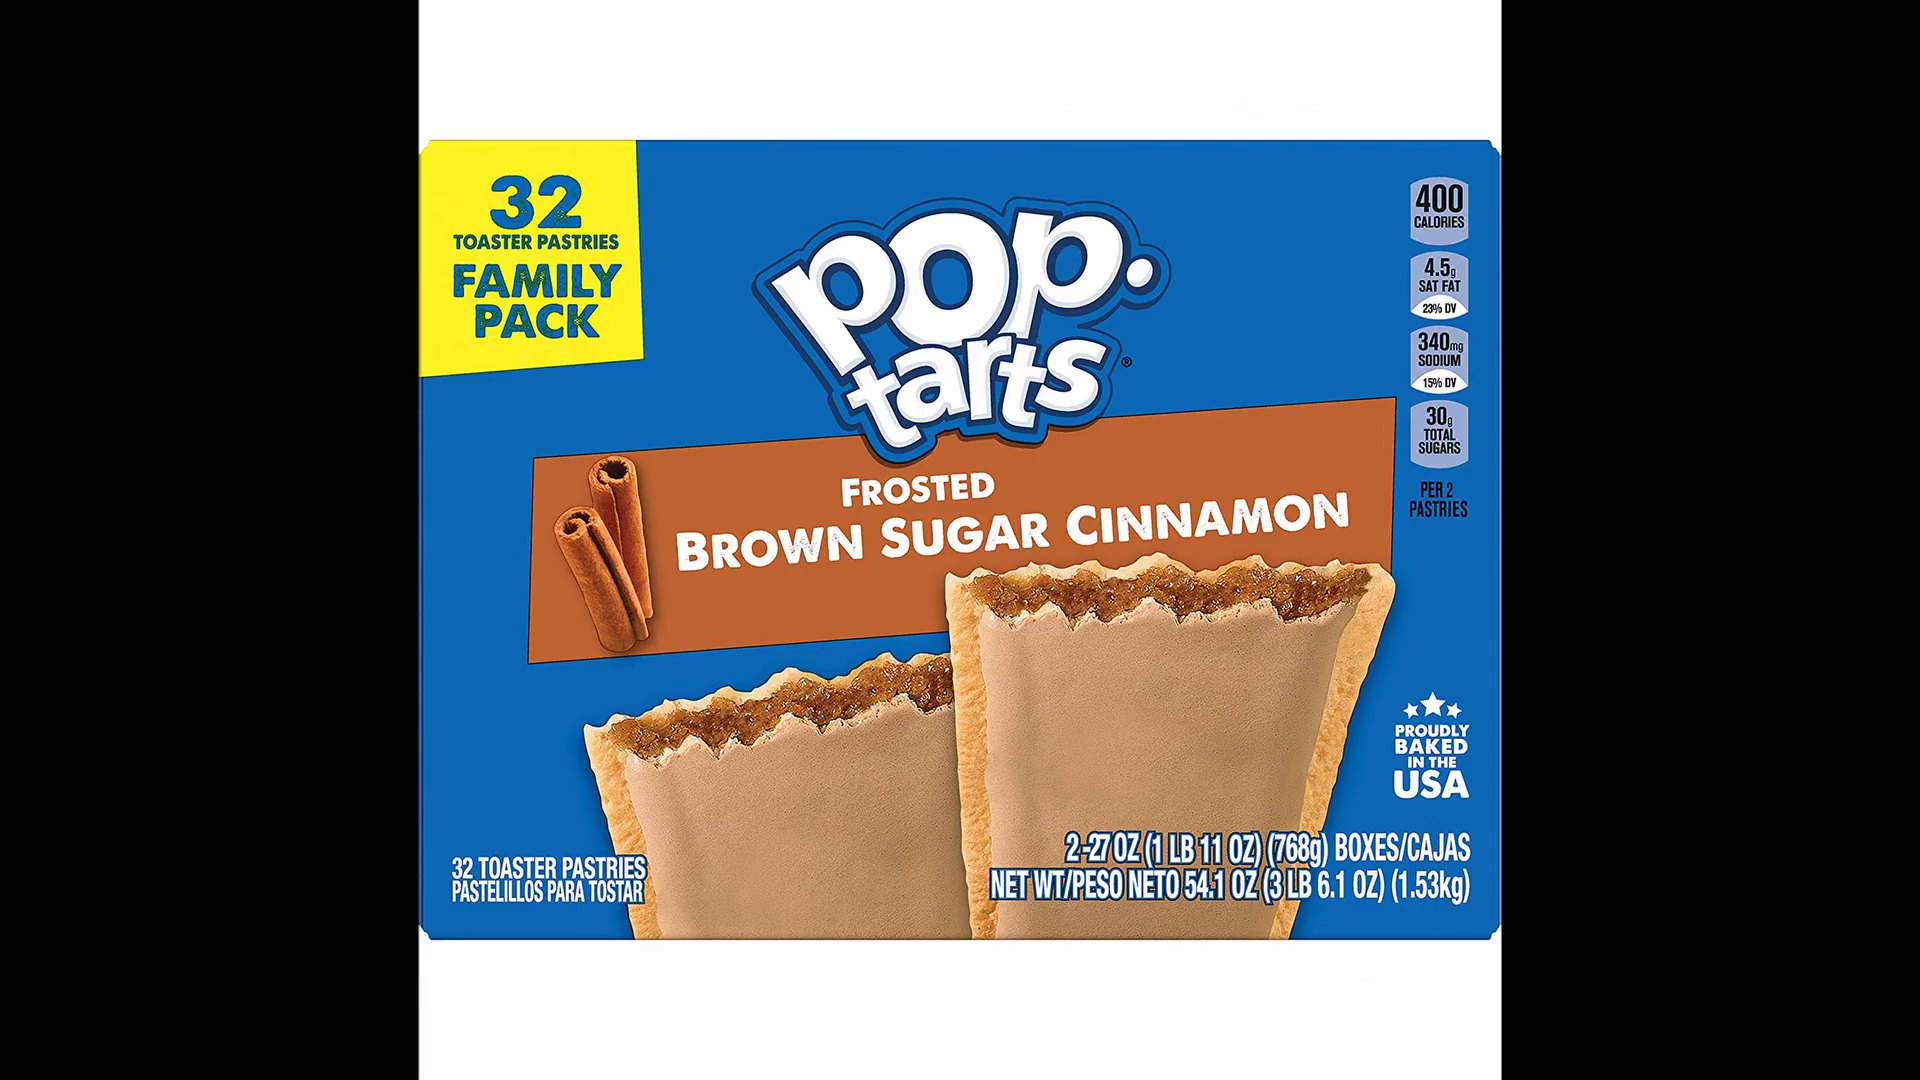 32
TOASTER PASTRIES
FAMILY
PACK
pop.
tarts®
FROSTED
BROWN SUGAR CINNAMON
400
CALORIES
4.5g
SAT FAT
23% DV
340mg
SODIUM
15% DV
30g
TOTAL
SUGARS
PER 2
PASTRIES
PROUDLY
BAKED
IN THE
USA
32 TOASTER PASTRIES
PASTELILLOS PARA TOSTAR
2-27 OZ (1 LB 11 OZ) (768g) BOXES/CAJAS
NET WT/PESO NETO 54.1 OZ (3 LB 6.1 OZ) (1.53kg)